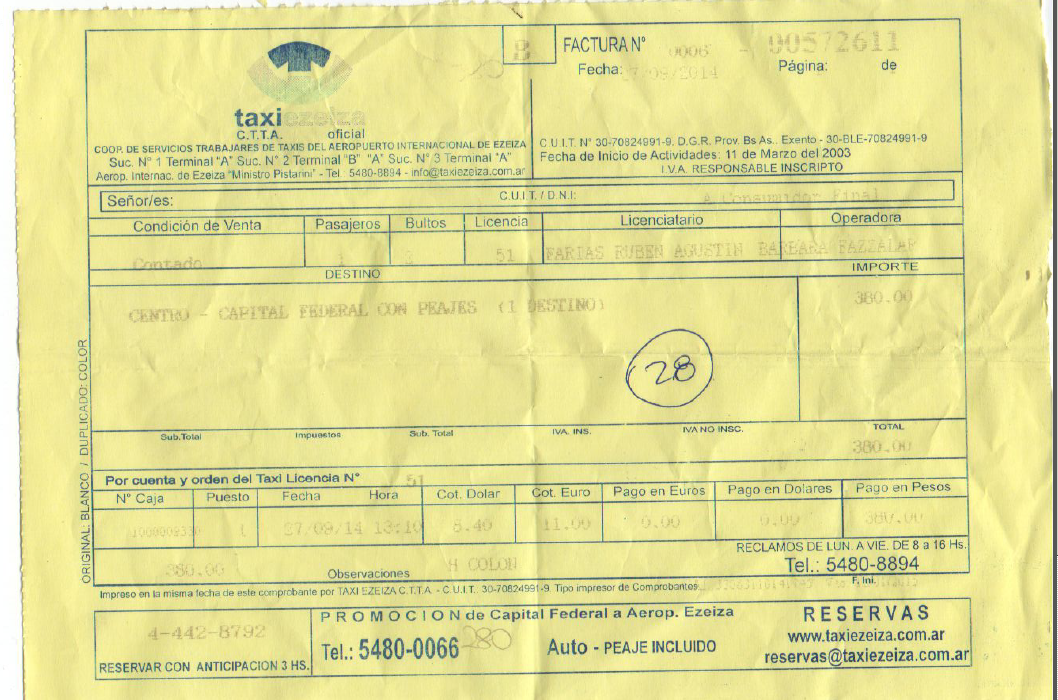 B FACTURA Nº 0006 - 00572611
Fecha: 27/09/2014 Página: de
taxiezeiza
C.T.T.A. oficial
COOP. DE SERVICIOS TRABAJARES DE TAXIS DEL AEROPUERTO INTERNACIONAL DE EZEIZA
Suc. N° 1 Terminal "A" Suc. N° 2 Terminal "B" "A" Suc. N° 3 Terminal "A"
Aerop. Internac. de Ezeiza "Ministro Pistarini" - Tel. 5480-8894 - info@taxiezeiza.com.ar
C.U.I.T. N° 30-70824991-9, D.G.R. Prov. Bs As.. Exento - 30-BLE-70824991-9
Fecha de Inicio de Actividades: 11 de Marzo del 2003
I.V.A. RESPONSABLE INSCRIPTO
Señor/es: C.U.I.T. / D.N.I: A Consumidor Final
Condición de Venta Pasajeros Bultos Licencia Licenciatario Operadora
Contado 1 51 FARIAS RUBEN AGUSTIN BARBARA FAZZALAR
DESTINO IMPORTE
CENTRO - CAPITAL FEDERAL CON PEAJES (1 DESTINO) 380.00
28
Sub.Total Impuestos Sub. Total IVA. INS. IVA NO INSC. TOTAL
380.00
Por cuenta y orden del Taxi Licencia N° 51
N° Caja Puesto Fecha Hora Cot. Dolar Cot. Euro Pago en Euros Pago en Dolares Pago en Pesos
1 27/09/14 13:10 8.40 11.00 0.00 0.00 380.00
RECLAMOS DE LUN. A VIE. DE 8 a 16 Hs.
380.00 Observaciones H COLON Tel.: 5480-8894
F. Ini.
Impreso en la misma fecha de este comprobante por TAXI EZEIZA C.T.T.A. - C.U.I.T.: 30-70824991-9. Tipo impresor de Comprobantes
ORIGINAL: BLANCO / DUPLICADO: COLOR
4-442-8792
RESERVAR CON ANTICIPACION 3 HS.
PROMOCION de Capital Federal a Aerop. Ezeiza
Tel.: 5480-0066 280 Auto - PEAJE INCLUIDO
RESERVAS
www.taxiezeiza.com.ar
reservas@taxiezeiza.com.ar